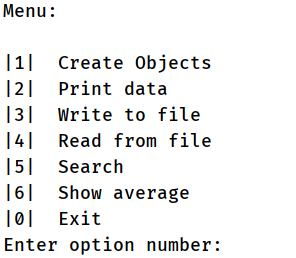 Menu:
|1|  Create Objects
|2|  Print data
|3|  Write to file
|4|  Read from file
|5|  Search
|6|  Show average
|0|  Exit
Enter option number: